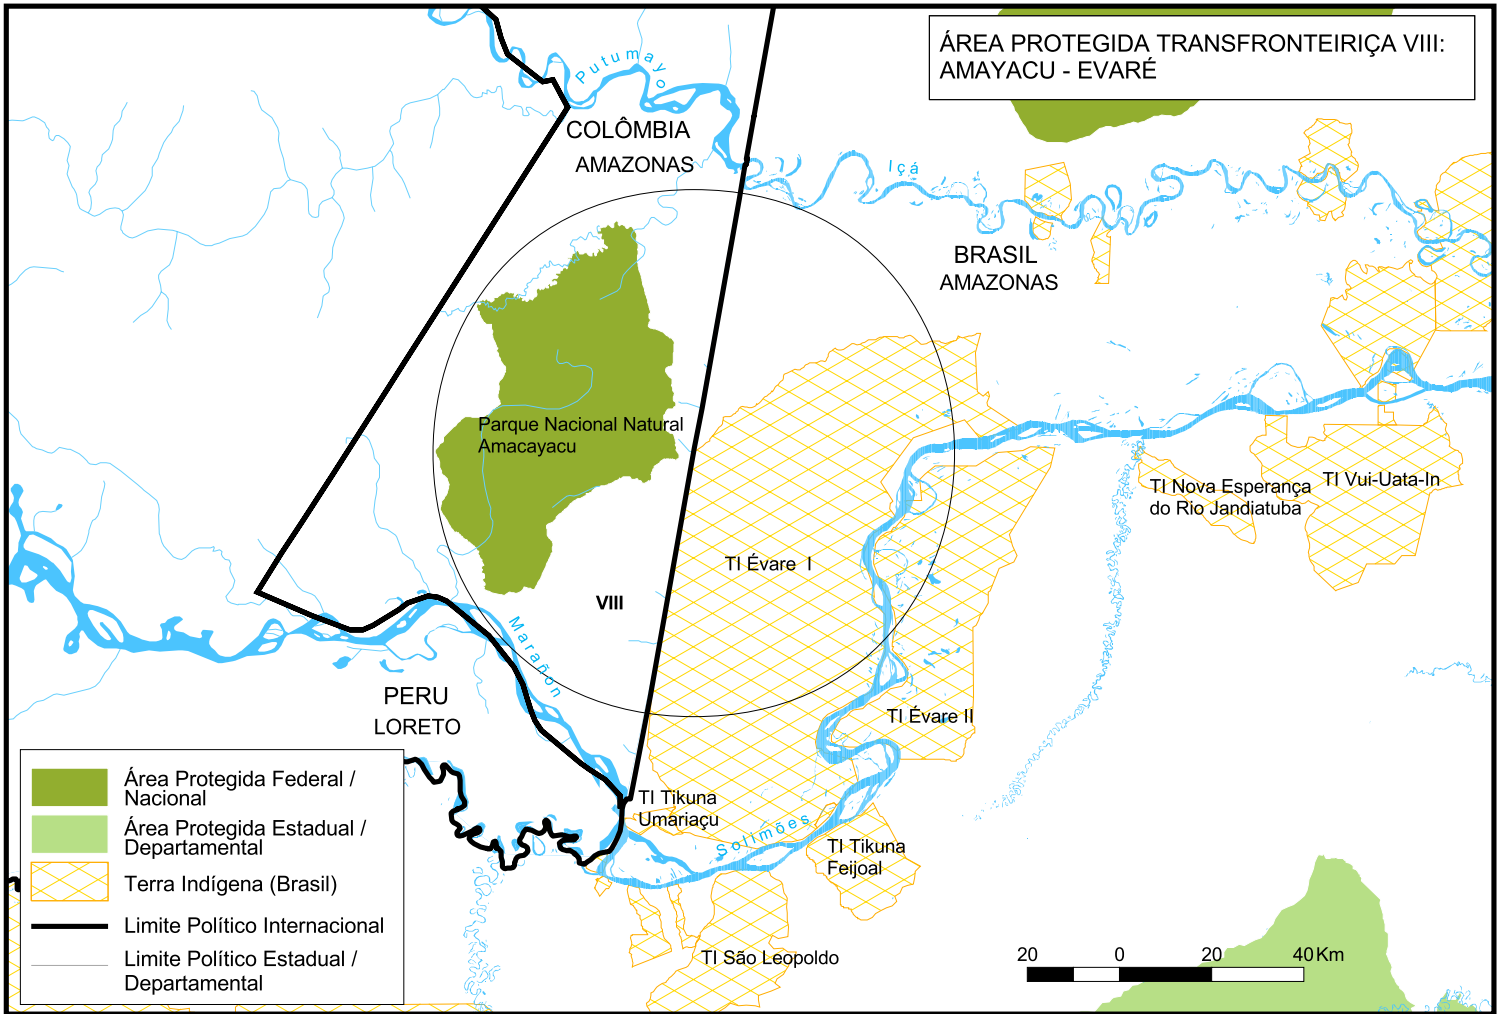 ÁREA PROTEGIDA TRANSFRONTEIRIÇA VIII:
AMAYACU - EVARÉ
Putumayo
COLÔMBIA
AMAZONAS
Içá
BRASIL
AMAZONAS
Parque Nacional Natural
Amacayacu
TI Nova Esperança
do Rio Jandiatuba
TI Vui-Uata-In
TI Évare I
VIII
Marañon
PERU
LORETO
TI Évare II
TI Tikuna
Umariaçu
Solimões
TI Tikuna
Feijoal
TI São Leopoldo
Área Protegida Federal /
Nacional
Área Protegida Estadual /
Departamental
Terra Indígena (Brasil)
Limite Político Internacional
Limite Político Estadual /
Departamental
20 0 20 40 Km